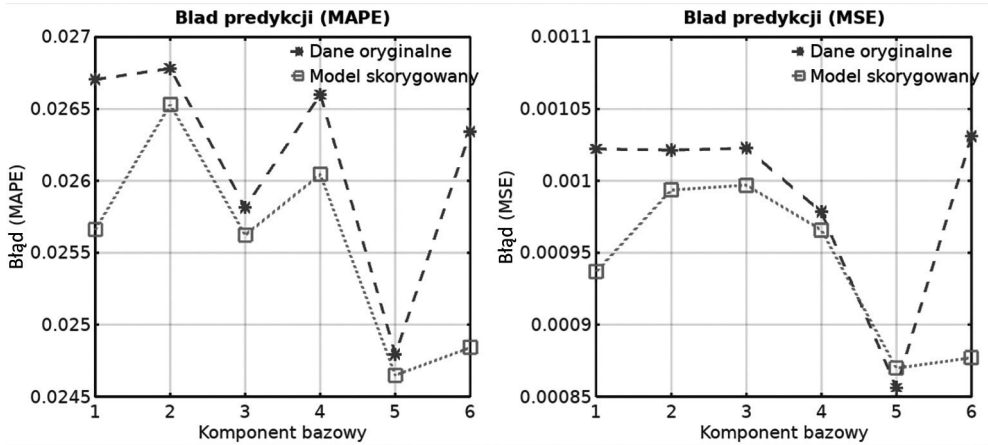 Blad predykcji (MAPE)
0.027
0.0265
0.026
0.0255
0.025
0.0245
Błąd (MAPE)
Dane oryginalne
Model skorygowany
1 2 3 4 5 6
Komponent bazowy
Blad predykcji (MSE)
0.0011
0.00105
0.001
0.00095
0.0009
0.00085
Błąd (MSE)
Dane oryginalne
Model skorygowany
1 2 3 4 5 6
Komponent bazowy